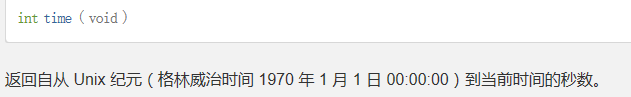 int time ( void )
返回自从 Unix 纪元（格林威治时间 1970 年 1 月 1 日 00:00:00）到当前时间的秒数。